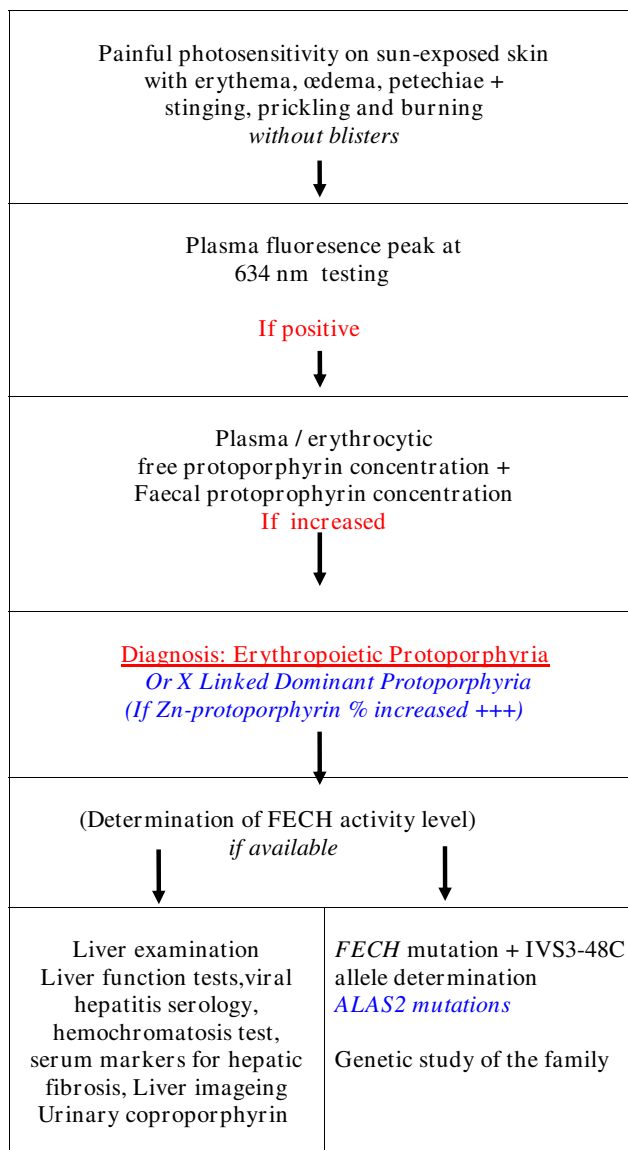 Painful photosensitivity on sun-exposed skin
with erythema, œdema, petechiae +
stinging, prickling and burning
without blisters
Plasma fluoresence peak at
634 nm testing
If positive
Plasma / erythrocytic
free protoporphyrin concentration +
Faecal protoprophyrin concentration
If increased
Diagnosis: Erythropoietic Protoporphyria
Or X Linked Dominant Protoporphyria
(If Zn-protoporphyrin % increased +++)
(Determination of FECH activity level)
if available
Liver examination
Liver function tests,viral
hepatitis serology,
hemochromatosis test,
serum markers for hepatic
fibrosis, Liver imageing
Urinary coproporphyrin
FECH mutation + IVS3-48C
allele determination
ALAS2 mutations
Genetic study of the family